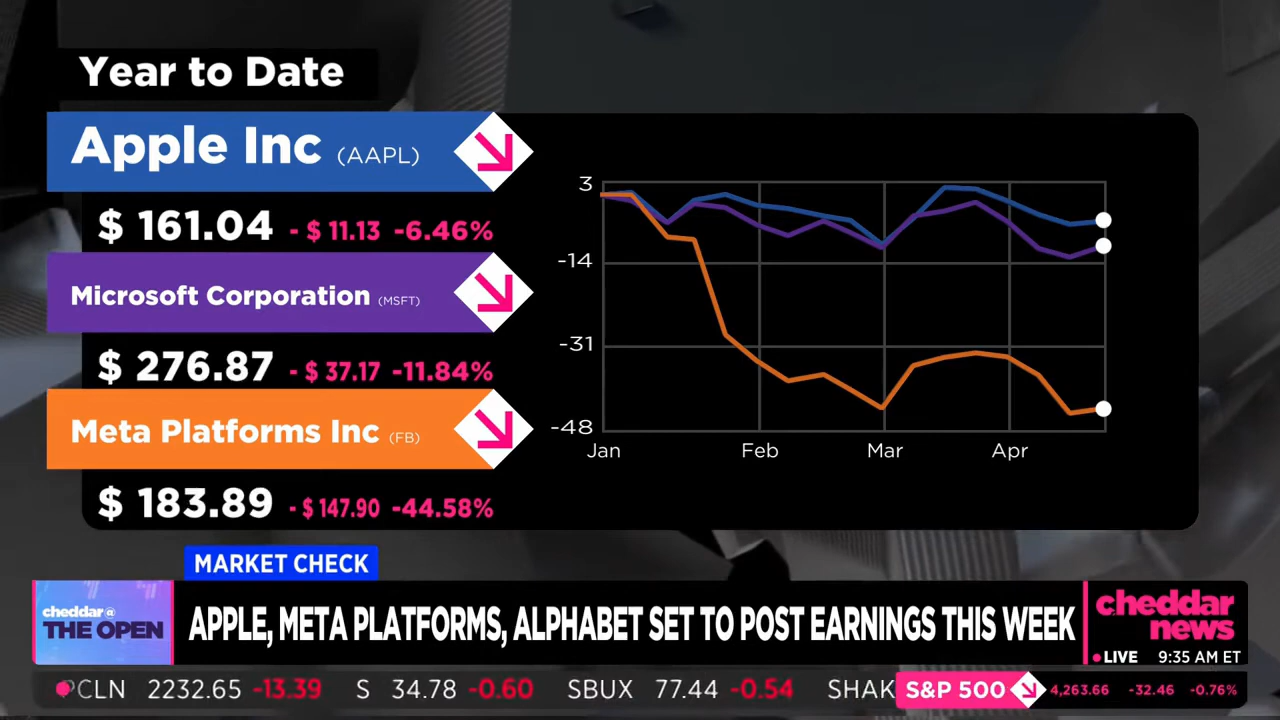 Year to Date
Apple Inc (AAPL)
$ 161.04 - $ 11.13 -6.46%
Microsoft Corporation (MSFT)
$ 276.87 - $ 37.17 -11.84%
Meta Platforms Inc (FB)
$ 183.89 - $ 147.90 -44.58%
3
-14
-31
-48
Jan Feb Mar Apr
MARKET CHECK
cheddar@
THE OPEN
APPLE, META PLATFORMS, ALPHABET SET TO POST EARNINGS THIS WEEK
cheddar
news
LIVE 9:35 AM ET
PCLN 2232.65 -13.39 S 34.78 -0.60 SBUX 77.44 -0.54 SHAK
S&P 500 4,263.66 -32.46 -0.76%